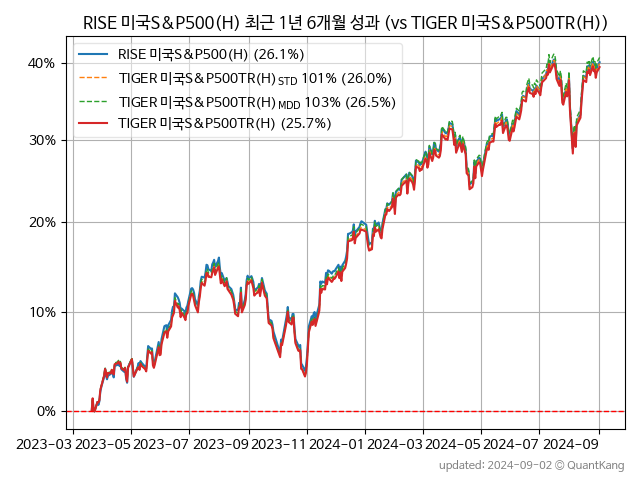 RISE 미국S&P500(H) 최근 1년 6개월 성과 (vs TIGER 미국S&P500TR(H))
RISE 미국S&P500(H) (26.1%)
TIGER 미국S&P500TR(H) STD 101% (26.0%)
TIGER 미국S&P500TR(H) MDD 103% (26.5%)
TIGER 미국S&P500TR(H) (25.7%)
40%
30%
20%
10%
0%
2023-03 2023-05 2023-07 2023-09 2023-11 2024-01 2024-03 2024-05 2024-07 2024-09
updated: 2024-09-02 © QuantKang